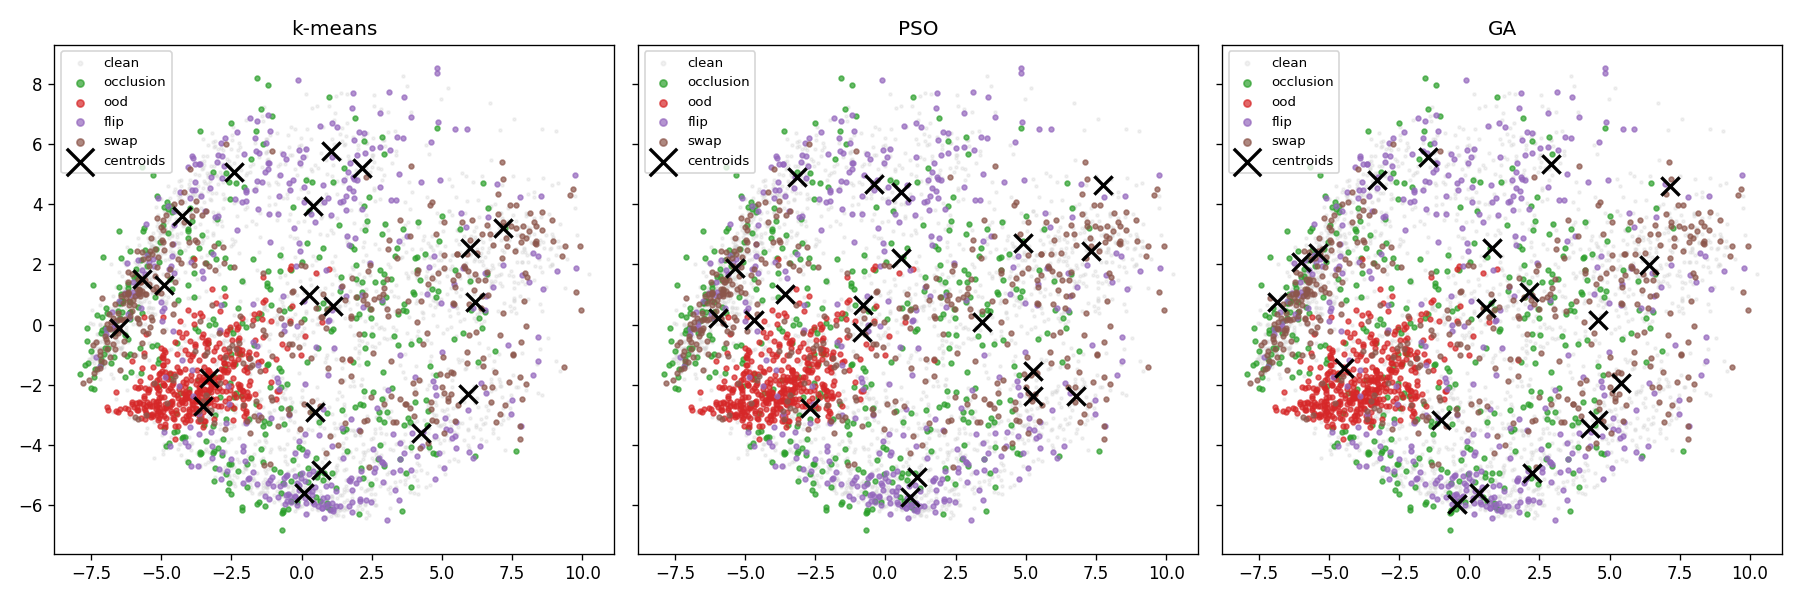 k-means
PSO
GA
clean
occlusion
ood
flip
swap
centroids
clean
occlusion
ood
flip
swap
centroids
clean
occlusion
ood
flip
swap
centroids
8
6
4
2
0
−2
−4
−6
−7.5 −5.0 −2.5 0.0 2.5 5.0 7.5 10.0
−7.5 −5.0 −2.5 0.0 2.5 5.0 7.5 10.0
−7.5 −5.0 −2.5 0.0 2.5 5.0 7.5 10.0